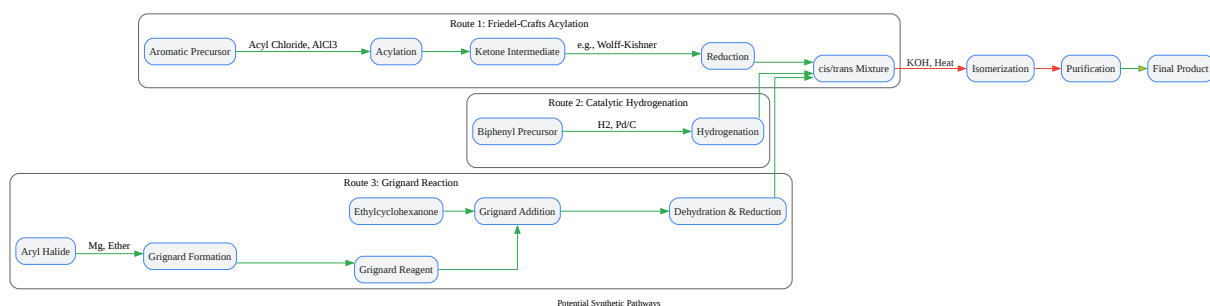 Route 1: Friedel-Crafts Acylation
Aromatic Precursor
Acyl Chloride, AlCl3
Acylation
Ketone Intermediate
e.g., Wolff-Kishner
Reduction
cis/trans Mixture
KOH, Heat
Isomerization
Purification
Final Product
Route 2: Catalytic Hydrogenation
Biphenyl Precursor
H2, Pd/C
Hydrogenation
Route 3: Grignard Reaction
Ethylcyclohexanone
Grignard Addition
Dehydration & Reduction
Aryl Halide
Mg, Ether
Grignard Formation
Grignard Reagent
Potential Synthetic Pathways